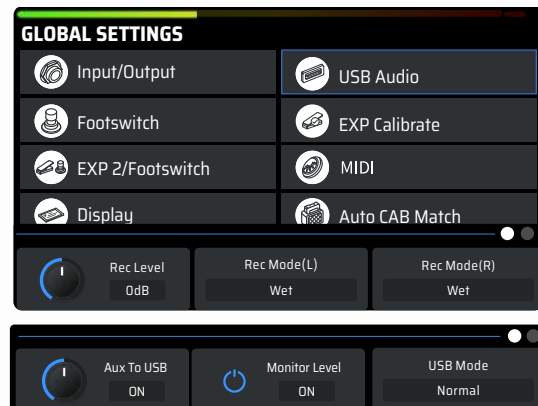 GLOBAL SETTINGS
Input/Output
USB Audio
Footswitch
EXP Calibrate
EXP 2/Footswitch
MIDI
Display
Auto CAB Match
Rec Level
0dB
Rec Mode(L)
Wet
Rec Mode(R)
Wet
Aux To USB
ON
Monitor Level
ON
USB Mode
Normal